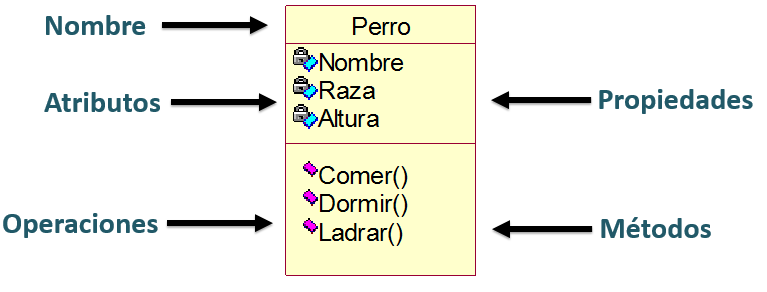 Nombre
Perro
Nombre
Atributos
Raza
Propiedades
Altura
Comer()
Operaciones
Dormir()
Métodos
Ladrar()